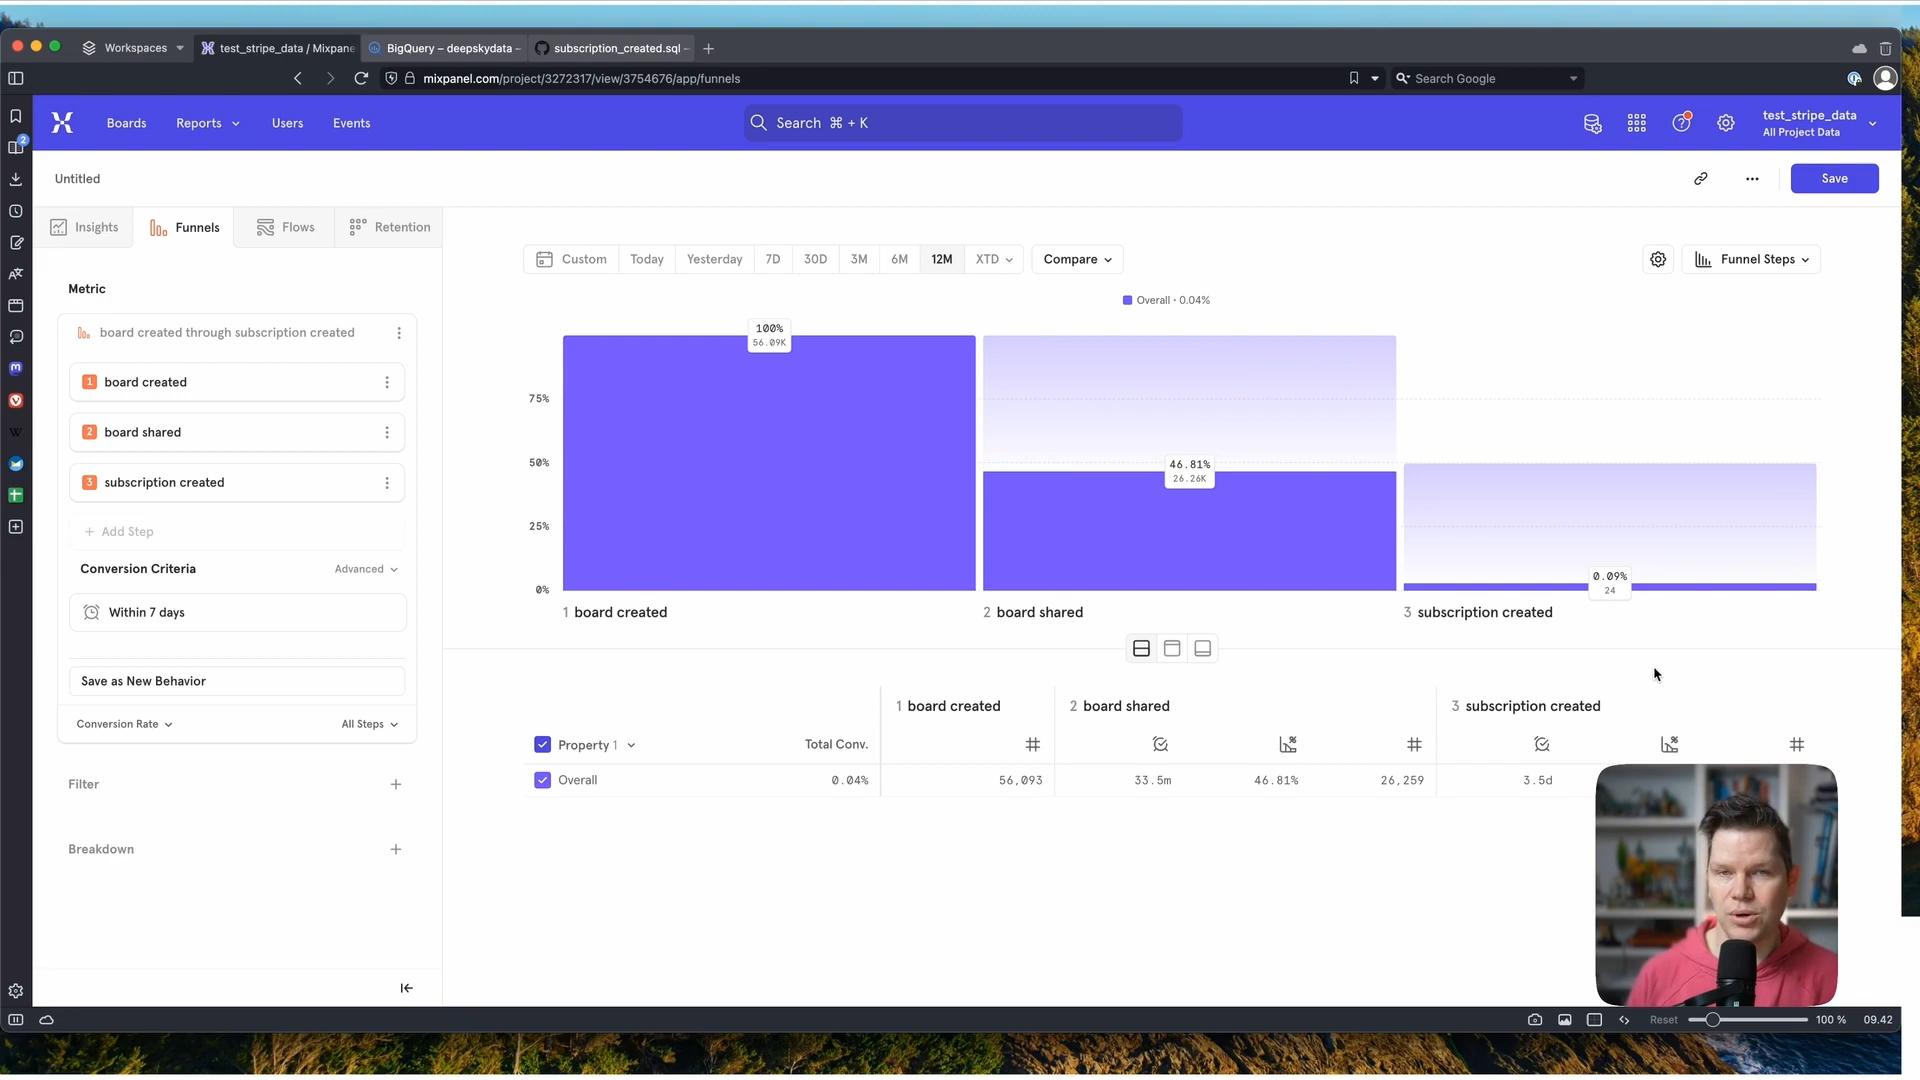 Workspaces
test_stripe_data / Mixpane
BigQuery – deepskydata -
subscription_created.sql -
mixpanel.com/project/3272317/view/3754676/app/funnels
Search Google
2
Boards
Reports
Users
Events
Search ⌘ + K
test_stripe_data
All Project Data
Untitled
Save
Insights
Funnels
Flows
Retention
Custom
Today
Yesterday
7D
30D
3M
6M
12M
XTD
Compare
Funnel Steps
Metric
board created through subscription created
1 board created
2 board shared
3 subscription created
+ Add Step
Conversion Criteria
Advanced
Within 7 days
Save as New Behavior
Conversion Rate
All Steps
Filter
Breakdown
Overall · 0.04%
75%
50%
25%
0%
100%
56.09K
46.81%
26.26K
0.09%
24
1 board created
2 board shared
3 subscription created
1 board created
2 board shared
3 subscription created
Property 1
Total Conv.
Overall
0.04%
56,093
33.5m
46.81%
26,259
3.5d
Reset
100 %
09.42